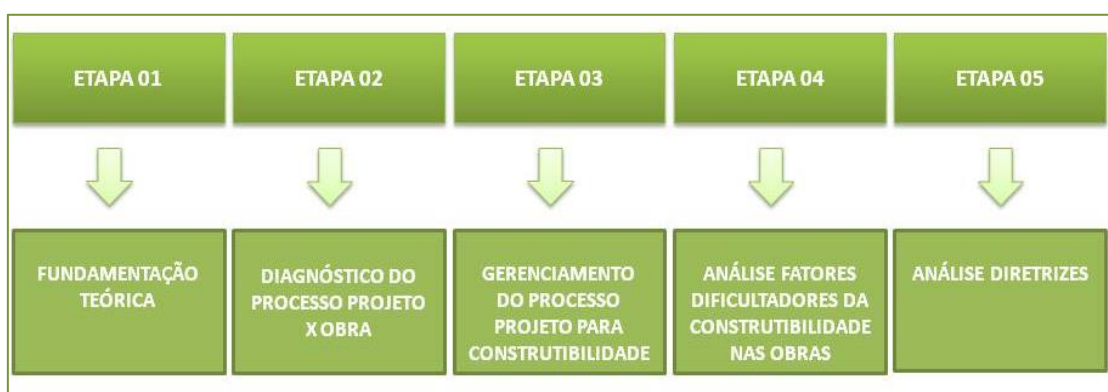 ETAPA 01
ETAPA 02
ETAPA 03
ETAPA 04
ETAPA 05
FUNDAMENTAÇÃO
TEÓRICA
DIAGNÓSTICO DO
PROCESSO PROJETO
X OBRA
GERENCIAMENTO
DO PROCESSO
PROJETO PARA
CONSTRUTIBILIDADE
ANÁLISE FATORES
DIFICULTADORES DA
CONSTRUTIBILIDADE
NAS OBRAS
ANÁLISE DIRETRIZES